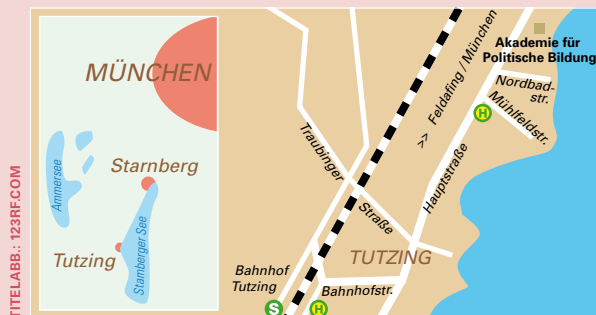 TITELABB.: 123RF.COM
MÜNCHEN
Starnberg
Ammersee
Starnberger See
Tutzing
Akademie für
Politische Bildung
Nordbad-
str.
Mühlfeldstr.
>> Feldafing / München
H
Traubinger
Straße
Hauptstraße
TUTZING
Bahnhof
Tutzing
Bahnhofstr.
S
H